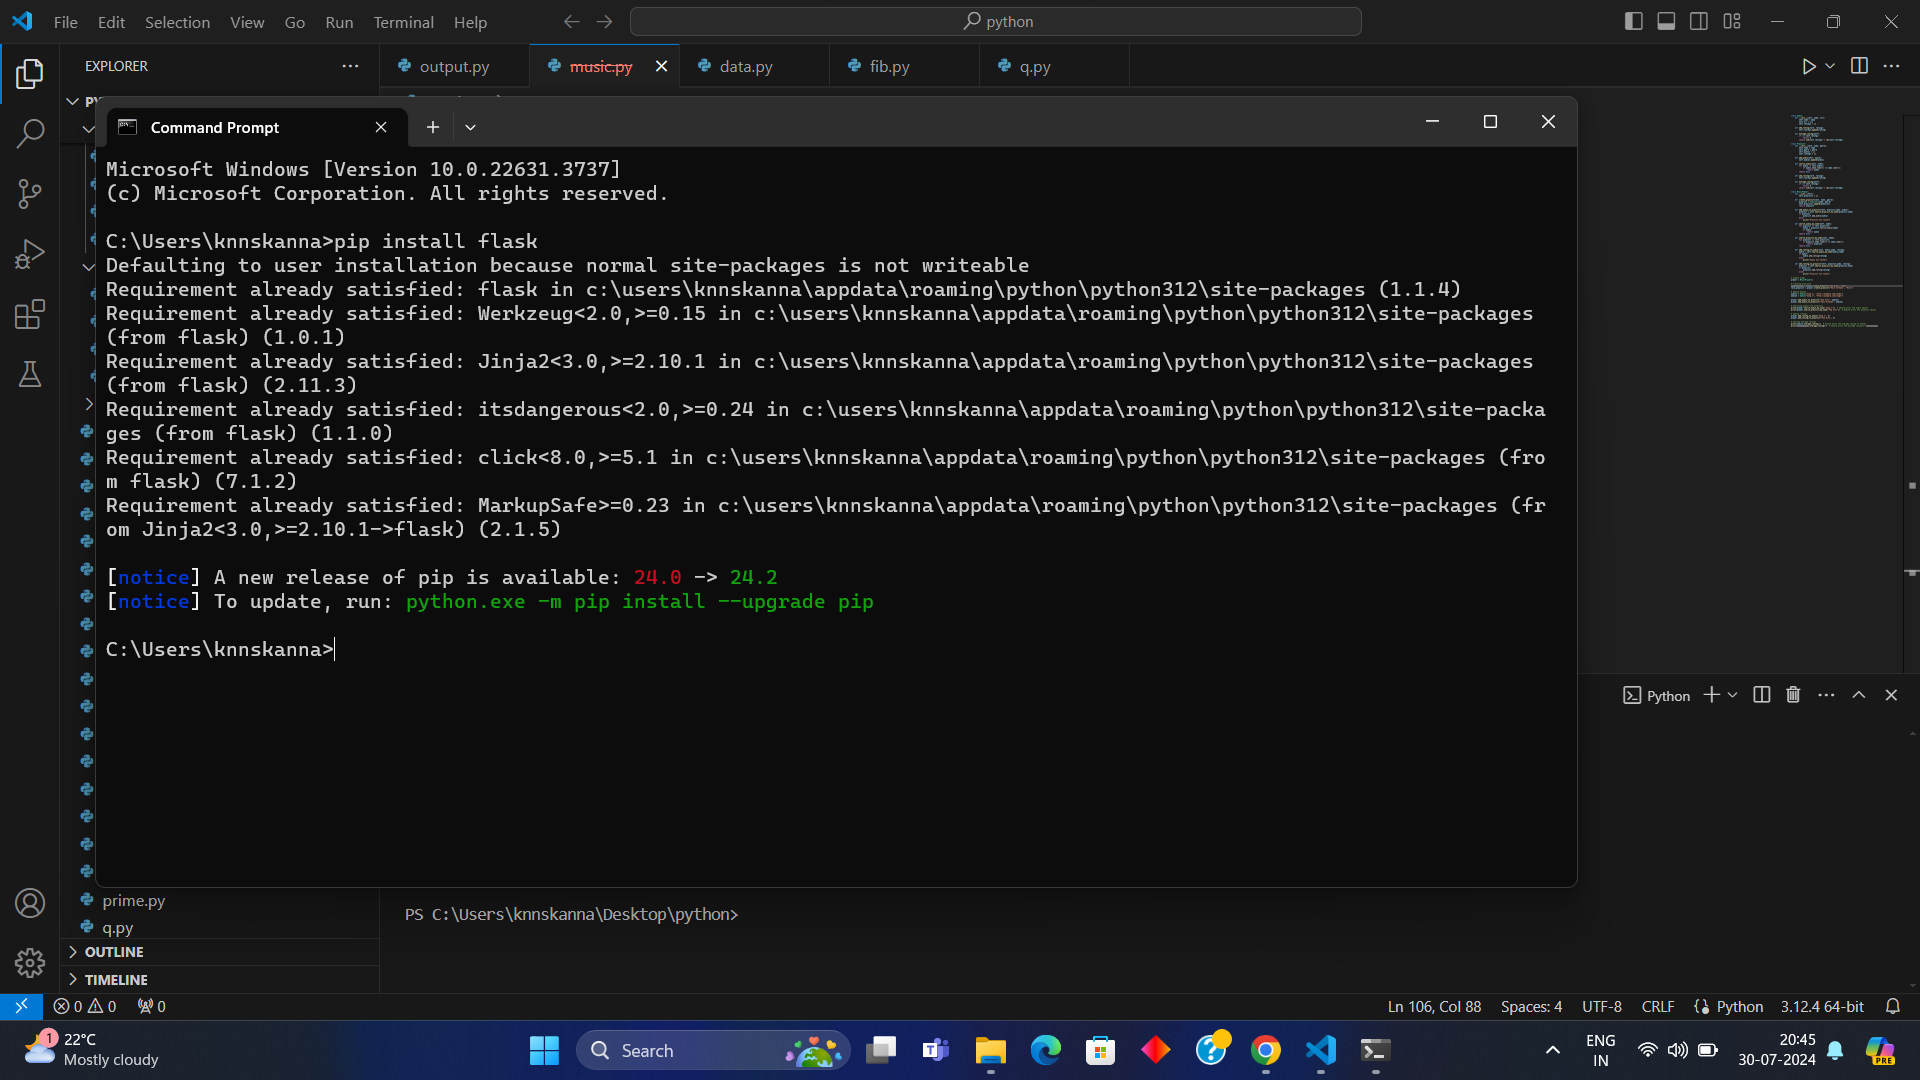 File Edit Selection View Go Run Terminal Help
python
EXPLORER
output.py
music.py
data.py
fib.py
q.py
Command Prompt
Microsoft Windows [Version 10.0.22631.3737]
(c) Microsoft Corporation. All rights reserved.
C:\Users\knnskanna>pip install flask
Defaulting to user installation because normal site-packages is not writeable
Requirement already satisfied: flask in c:\users\knnskanna\appdata\roaming\python\python312\site-packages (1.1.4)
Requirement already satisfied: Werkzeug<2.0,>=0.15 in c:\users\knnskanna\appdata\roaming\python\python312\site-packages
(from flask) (1.0.1)
Requirement already satisfied: Jinja2<3.0,>=2.10.1 in c:\users\knnskanna\appdata\roaming\python\python312\site-packages
(from flask) (2.11.3)
Requirement already satisfied: itsdangerous<2.0,>=0.24 in c:\users\knnskanna\appdata\roaming\python\python312\site-packa
ges (from flask) (1.1.0)
Requirement already satisfied: click<8.0,>=5.1 in c:\users\knnskanna\appdata\roaming\python\python312\site-packages (fro
m flask) (7.1.2)
Requirement already satisfied: MarkupSafe>=0.23 in c:\users\knnskanna\appdata\roaming\python\python312\site-packages (fr
om Jinja2<3.0,>=2.10.1->flask) (2.1.5)
[notice] A new release of pip is available: 24.0 -> 24.2
[notice] To update, run: python.exe -m pip install --upgrade pip
C:\Users\knnskanna>
Python
prime.py
q.py
PS C:\Users\knnskanna\Desktop\python>
OUTLINE
TIMELINE
0 0 0
Ln 106, Col 88 Spaces: 4 UTF-8 CRLF Python 3.12.4 64-bit
1
22°C
Mostly cloudy
Search
ENG
IN
20:45
30-07-2024
PRE